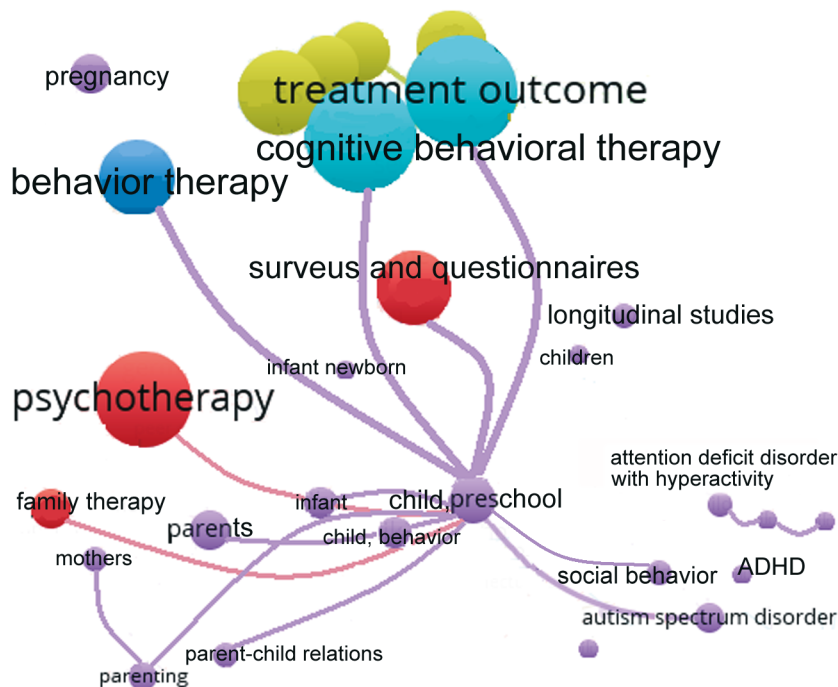 pregnancy
treatment outcome
cognitive behavioral therapy
behavior therapy
surveus and questionnaires
longitudinal studies
children
infant newborn
psychotherapy
attention deficit disorder
with hyperactivity
family therapy
infant
child,preschool
parents
child, behavior
mothers
social behavior
ADHD
autism spectrum disorder
parent-child relations
parenting